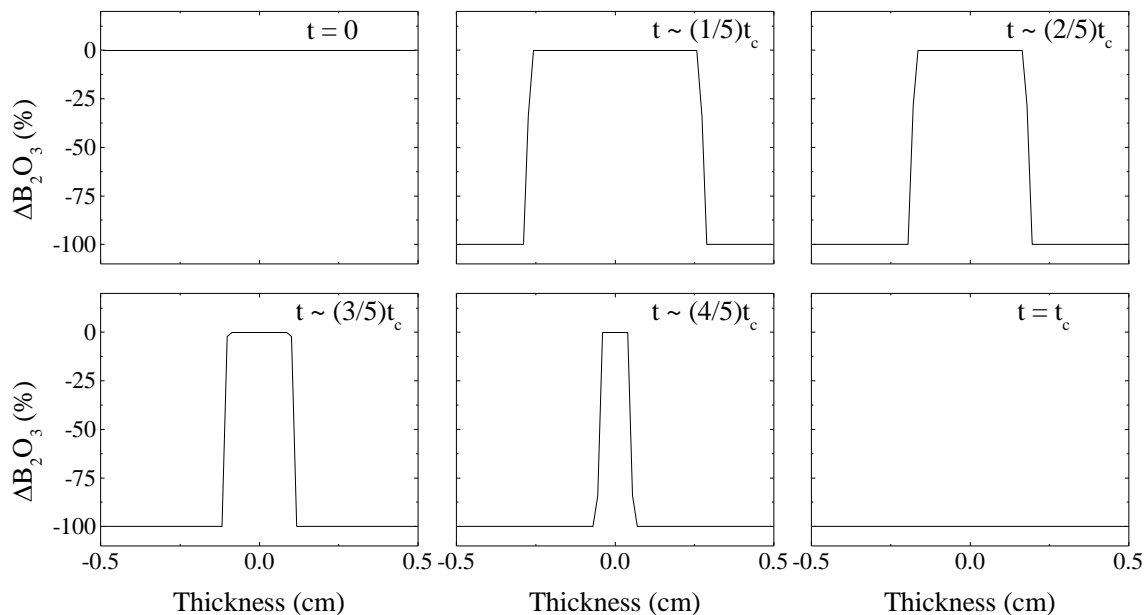 t = 0
t ~ (1/5)t_c
t ~ (2/5)t_c
ΔB₂O₃ (%)
0
-25
-50
-75
-100
t ~ (3/5)t_c
t ~ (4/5)t_c
t = t_c
ΔB₂O₃ (%)
0
-25
-50
-75
-100
-0.5 0.0 0.5
-0.5 0.0 0.5
-0.5 0.0 0.5
Thickness (cm)
Thickness (cm)
Thickness (cm)